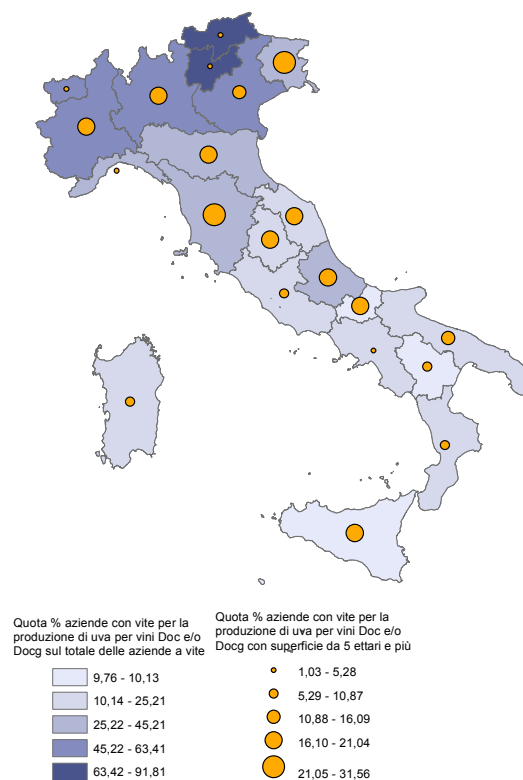 Quota % aziende con vite per la
produzione di uva per vini Doc e/o
Docg sul totale delle aziende a vite
9,76 - 10,13
10,14 - 25,21
25,22 - 45,21
45,22 - 63,41
63,42 - 91,81
Quota % aziende con vite per la
produzione di uva per vini Doc e/o
Docg con superficie da 5 ettari e più
1,03 - 5,28
5,29 - 10,87
10,88 - 16,09
16,10 - 21,04
21,05 - 31,56